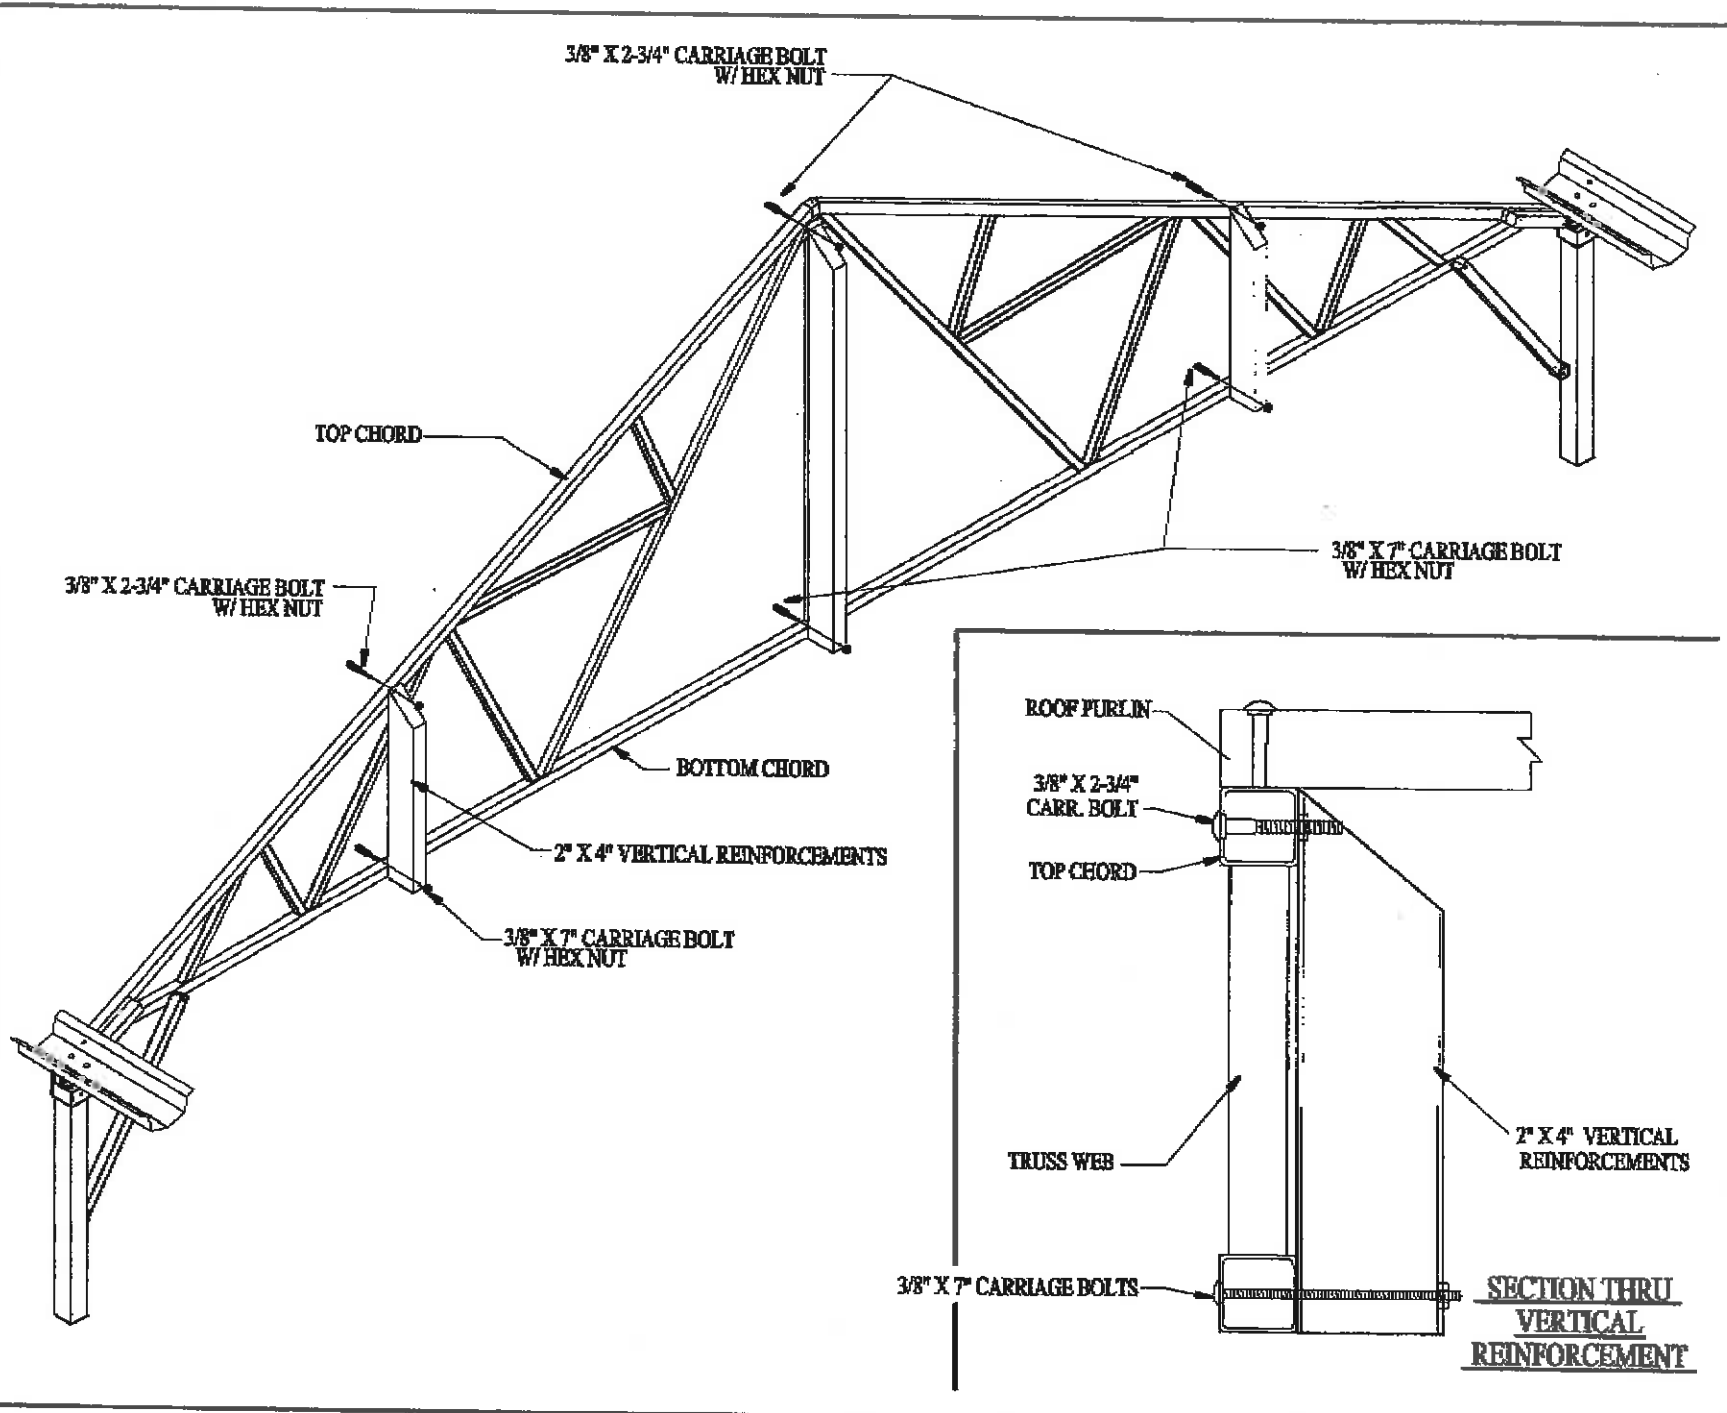 3/8" X 2-3/4" CARRIAGE BOLT
W/ HEX NUT
TOP CHORD
3/8" X 2-3/4" CARRIAGE BOLT
W/ HEX NUT
3/8" X 7" CARRIAGE BOLT
W/ HEX NUT
BOTTOM CHORD
2" X 4" VERTICAL REINFORCEMENTS
3/8" X 7" CARRIAGE BOLT
W/ HEX NUT
ROOF PURLIN
3/8" X 2-3/4"
CARR. BOLT
TOP CHORD
TRUSS WEB
2" X 4" VERTICAL
REINFORCEMENTS
3/8" X 7" CARRIAGE BOLTS
SECTION THRU
VERTICAL
REINFORCEMENT